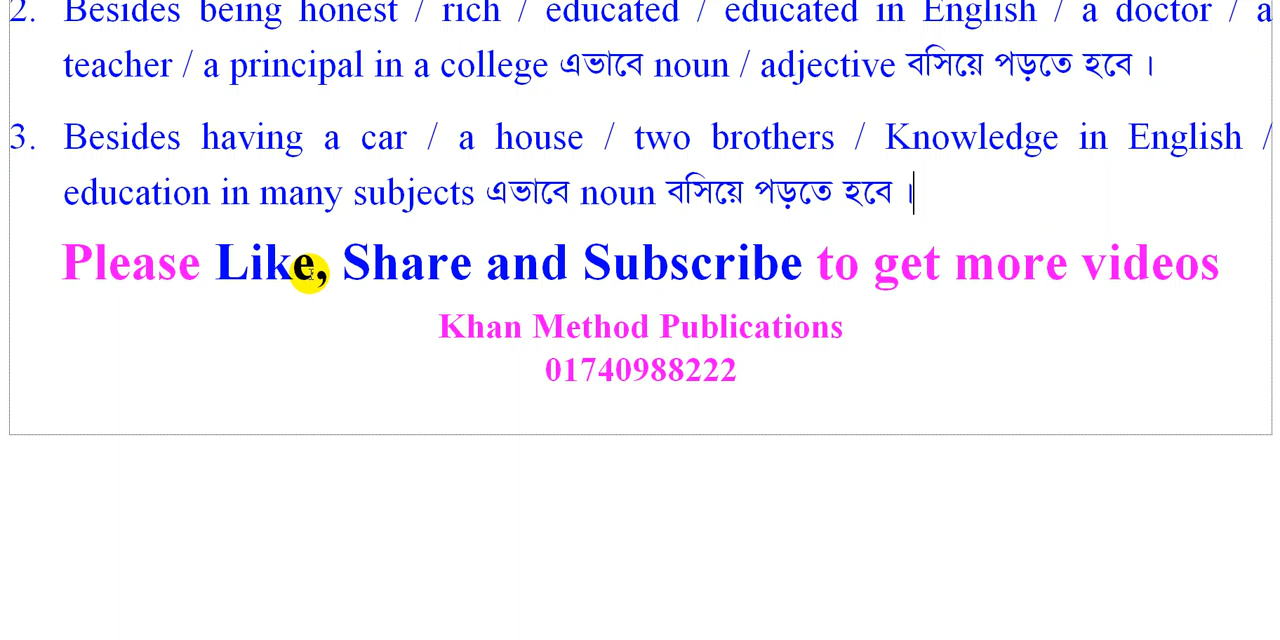 2. Besides being honest / rich / educated / educated in English / a doctor / a
teacher / a principal in a college এভাবে noun / adjective বসিয়ে পড়তে হবে ।
3. Besides having a car / a house / two brothers / Knowledge in English /
education in many subjects এভাবে noun বসিয়ে পড়তে হবে ।
Please Like, Share and Subscribe to get more videos
Khan Method Publications
01740988222